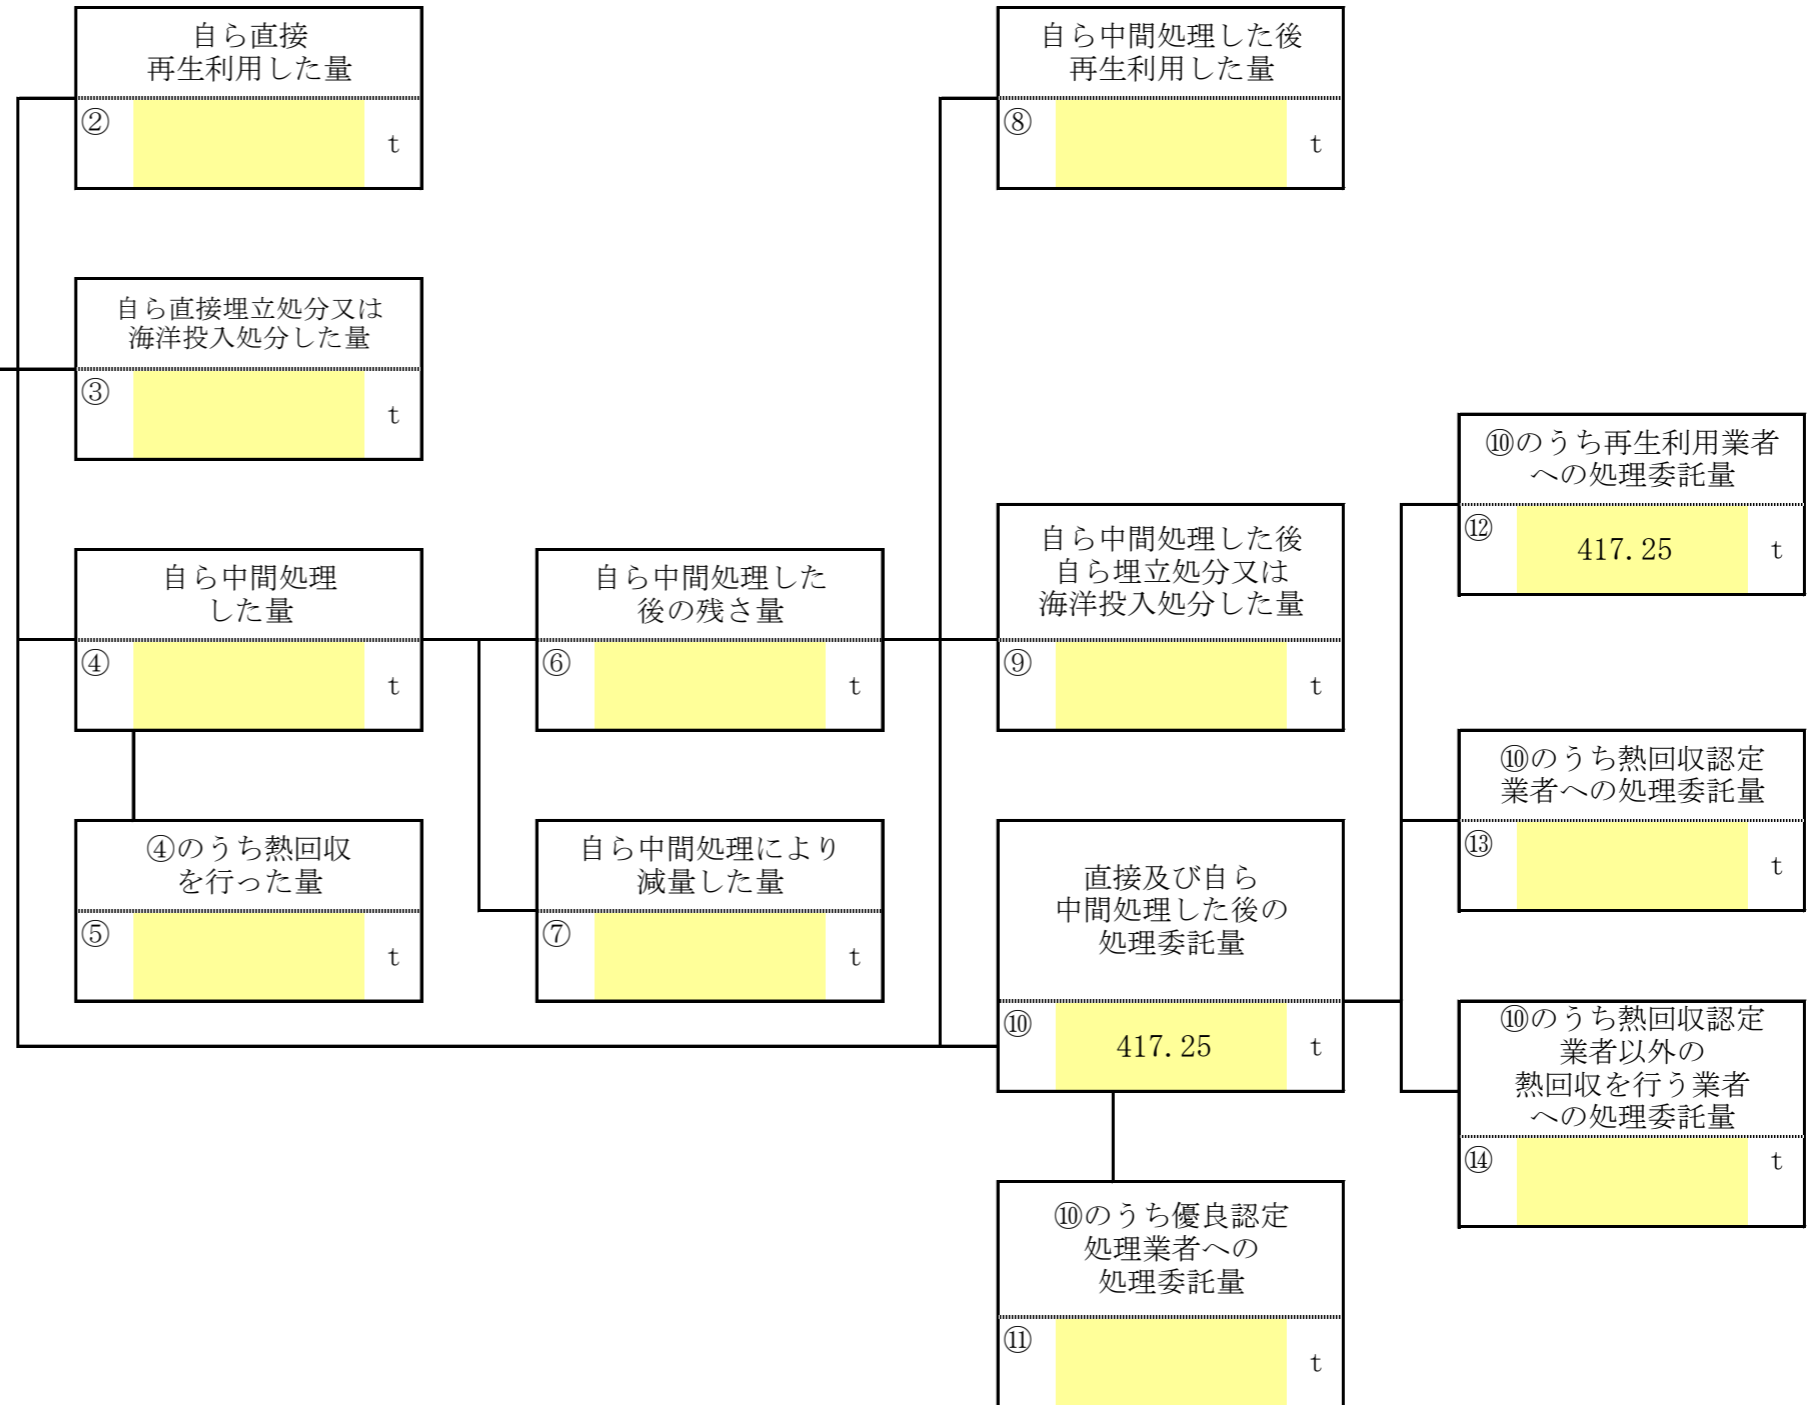 自ら直接
再生利用した量
②
t
自ら中間処理した後
再生利用した量
⑧
t
自ら直接埋立処分又は
海洋投入処分した量
③
t
⑩のうち再生利用業者
への処理委託量
⑫
417.25
t
自ら中間処理
した量
④
t
自ら中間処理した
後の残さ量
⑥
t
自ら中間処理した後
自ら埋立処分又は
海洋投入処分した量
⑨
t
⑩のうち熱回収認定
業者への処理委託量
⑬
t
④のうち熱回収
を行った量
⑤
t
自ら中間処理により
減量した量
⑦
t
直接及び自ら
中間処理した後の
処理委託量
⑩
417.25
t
⑩のうち熱回収認定
業者以外の
熱回収を行う業者
への処理委託量
⑭
t
⑩のうち優良認定
処理業者への
処理委託量
⑪
t